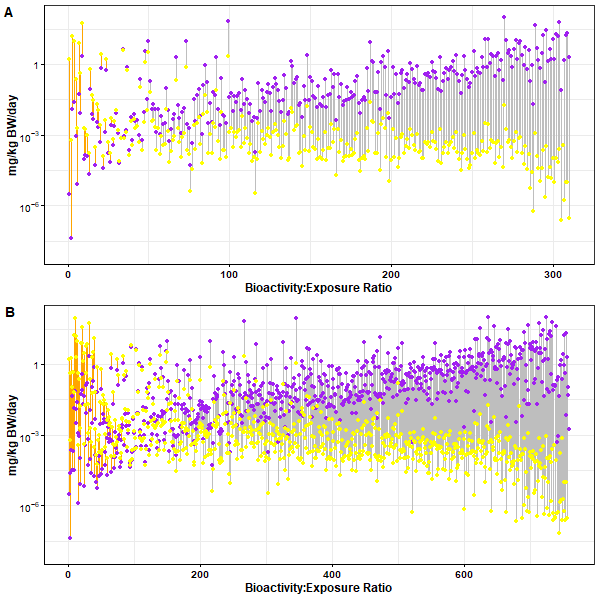 A
mg/kg BW/day
1
10⁻³
10⁻⁶
0
100
200
300
Bioactivity:Exposure Ratio
B
mg/kg BW/day
1
10⁻³
10⁻⁶
0
200
400
600
Bioactivity:Exposure Ratio